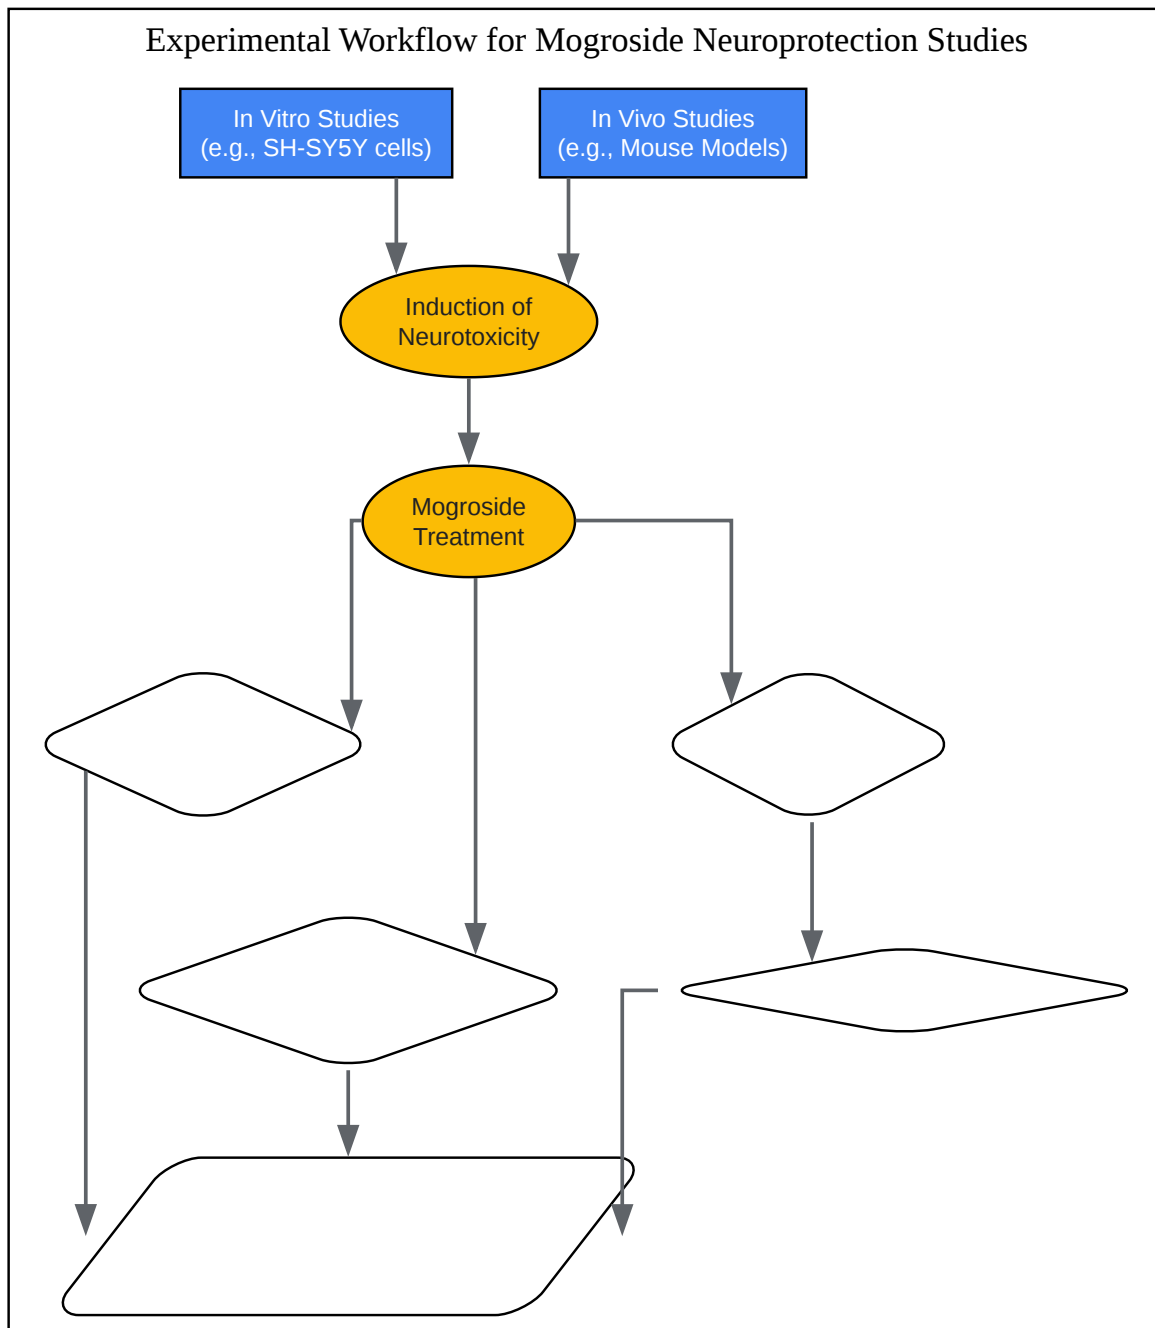 Experimental Workflow for Mogroside Neuroprotection Studies
In Vitro Studies
(e.g., SH-SY5Y cells)
In Vivo Studies
(e.g., Mouse Models)
Induction of
Neurotoxicity
Mogroside
Treatment